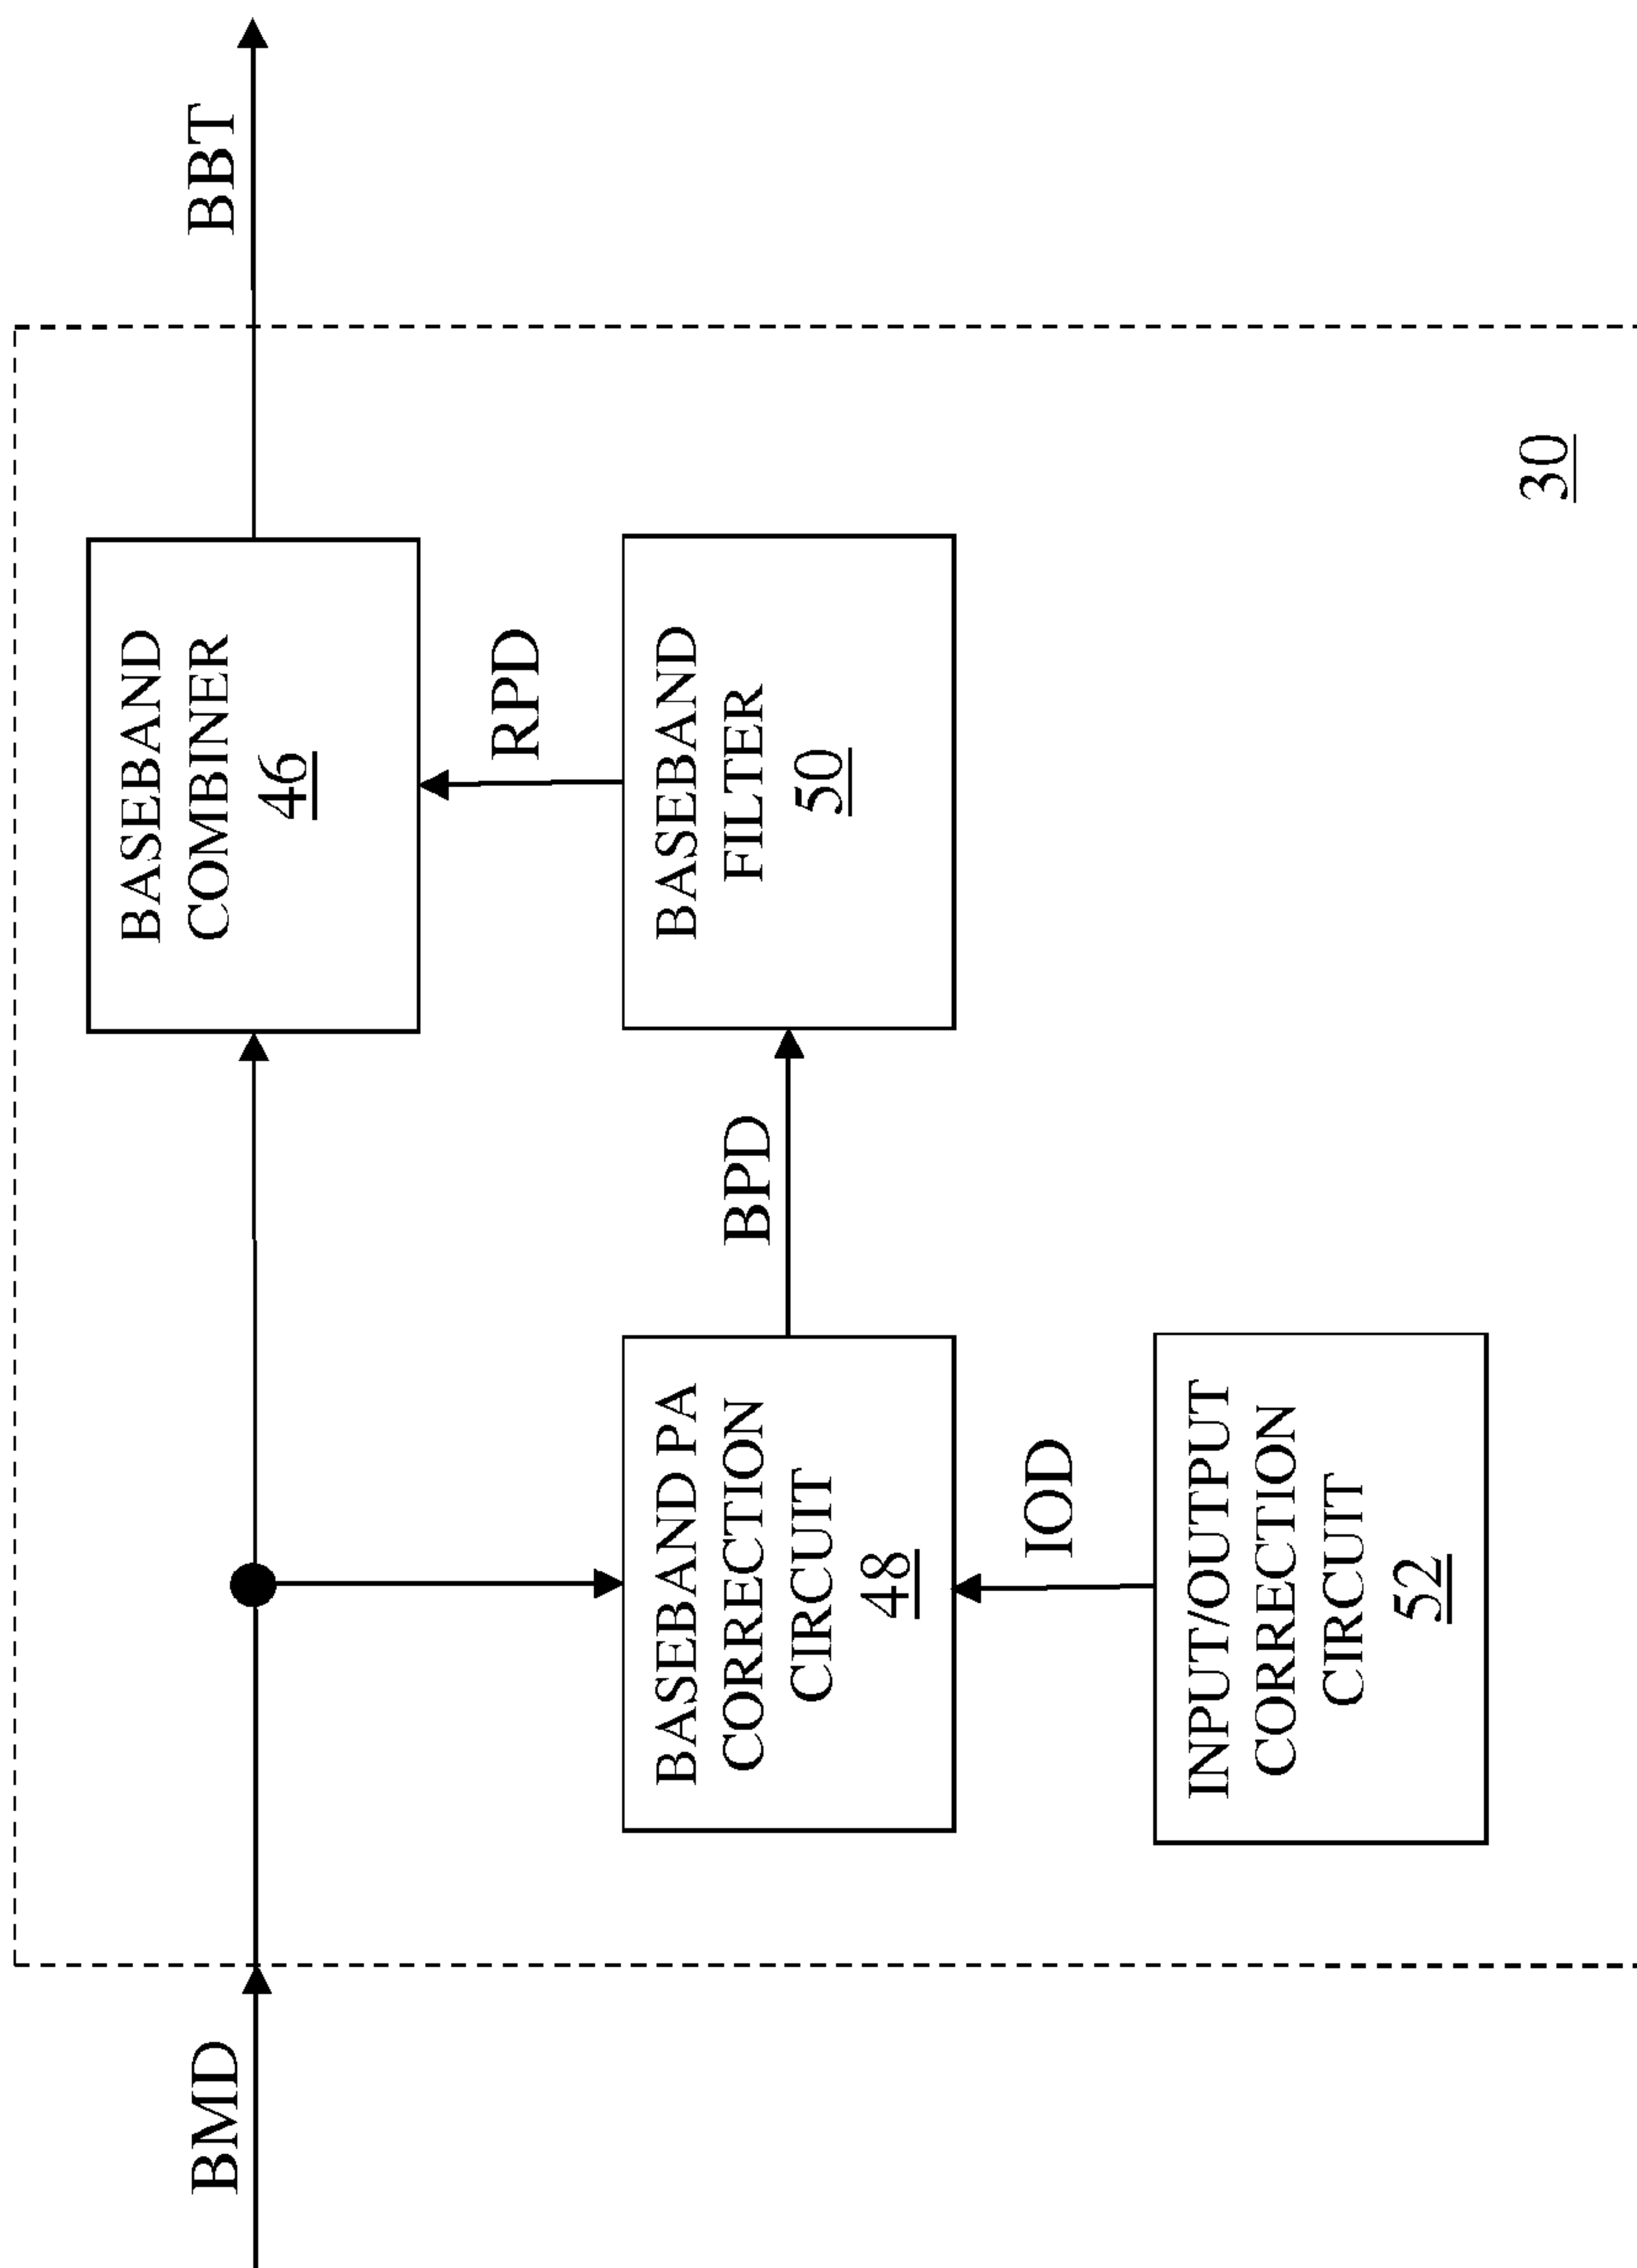 BMD
BBT
BASEBAND
COMBINER
46
RPD
BASEBAND PA
CORRECTION
CIRCUIT
48
BPD
BASEBAND
FILTER
50
IOD
INPUT/OUTPUT
CORRECTION
CIRCUIT
52
30